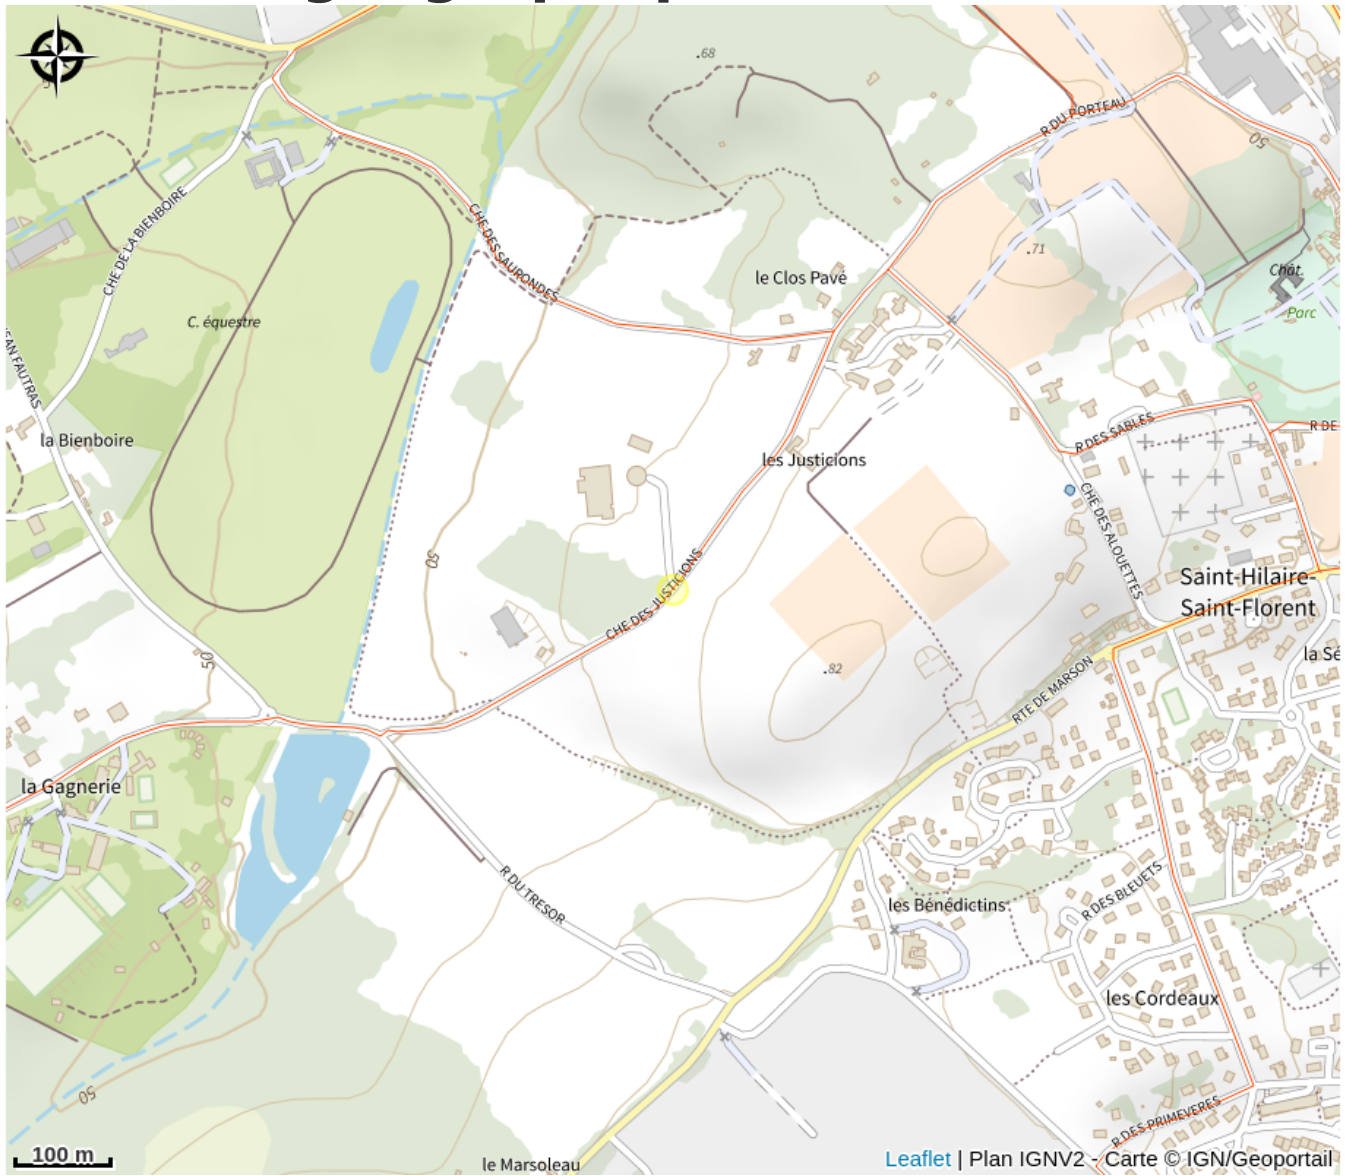 68
R DU PORTEAU
50
CHE DE LA BIENBOIRE
CHE DES SAURONDES
71
le Clos Pavé
Chât.
Parc
C. équestre
EAN FAUTRAS
la Bienboire
R DES SABLES
R DE
les Justicions
CHE DES ALOUETTES
50
CHE DES JUSTICIONS
Saint-Hilaire-
Saint-Florent
la Sé
50
82
RTE DE MARSON
la Gagnerie
R DU TRESOR
R DES BLEUETS
les Bénédictins
les Cordeaux
50
R DES PRIMEVERES
100 m
le Marsoleau
Leaflet | Plan IGNV2 - Carte © IGN/Geoportail